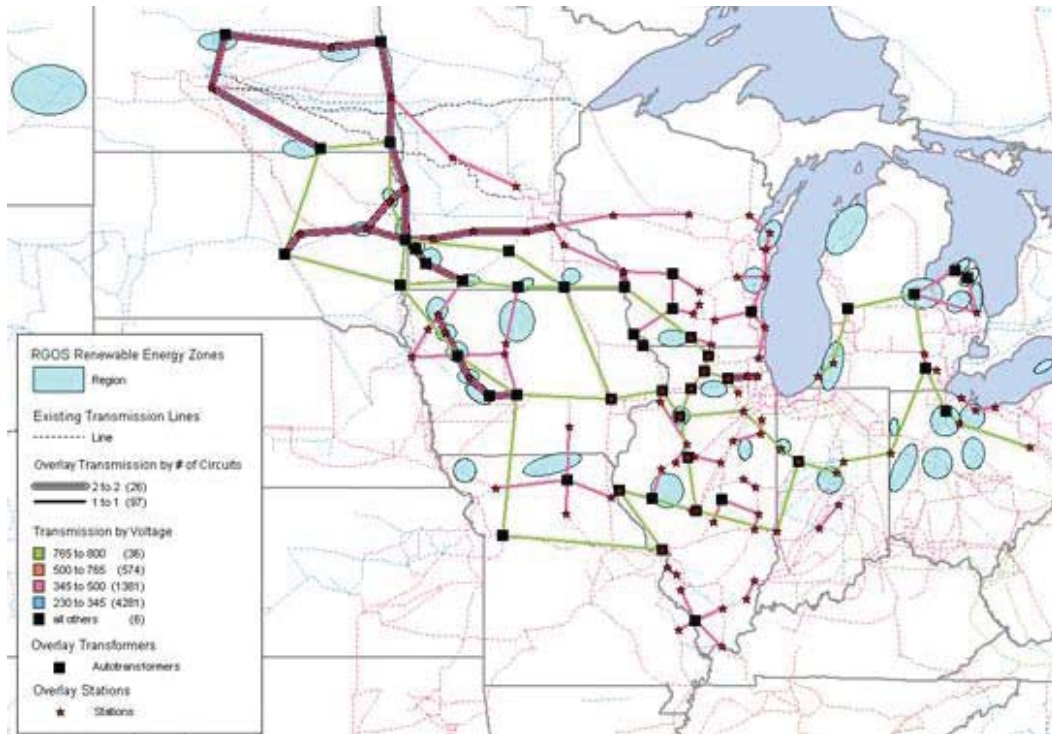 RGOS Renewable Energy Zones
Region
Existing Transmission Lines
Line
Overlay Transmission by # of Circuits
2 to 2 (26)
1 to 1 (97)
Transmission by Voltage
765 to 800 (36)
500 to 765 (574)
345 to 500 (1381)
230 to 345 (4281)
all others (6)
Overlay Transformers
Autotransformers
Overlay Stations
Stations